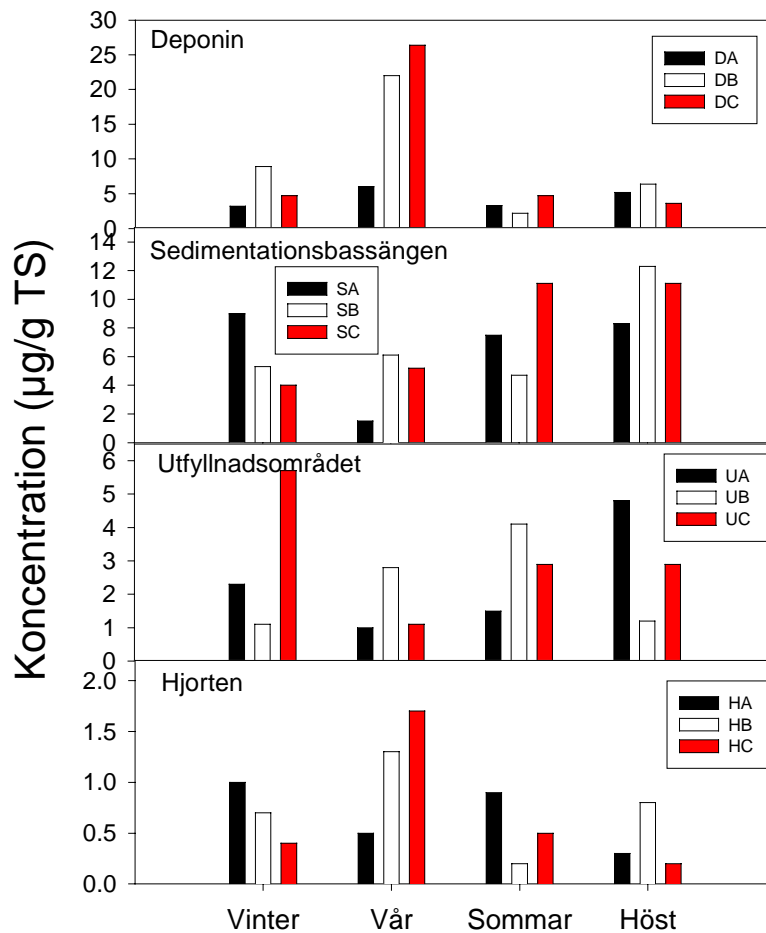 Koncentration (µg/g TS)
Deponin
30
25
20
15
10
5
0
DA
DB
DC
Sedimentationsbassängen
14
12
10
8
6
4
2
0
SA
SB
SC
Utfyllnadsområdet
6
5
4
3
2
1
0
UA
UB
UC
Hjorten
2.0
1.5
1.0
0.5
0.0
HA
HB
HC
Vinter Vår Sommar Höst